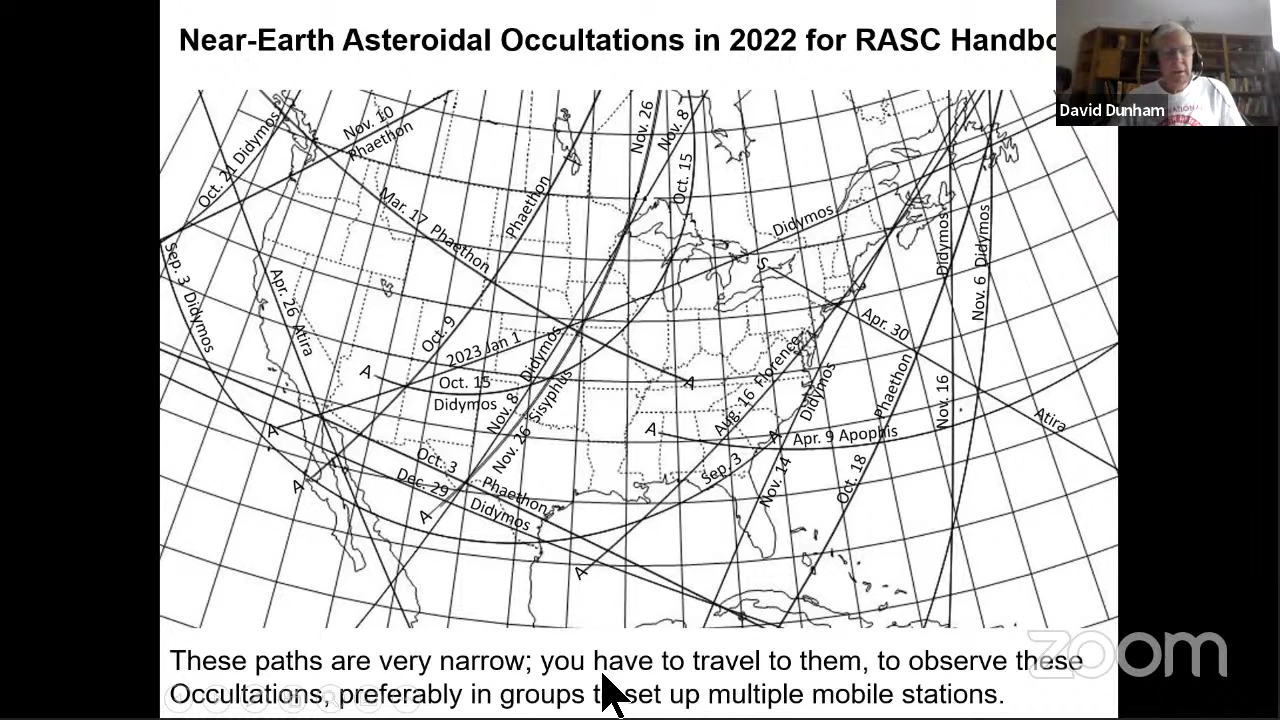 Near-Earth Asteroidal Occultations in 2022 for RASC Handbo
David Dunham
Nov. 10
Phaethon
Oct. 21 Didymos
Nov. 26
Nov. 8
Oct. 15
Mar. 17 Phaethon
Phaethon
Didymos
Didymos
Nov. 6 Didymos
S
Sep. 3 Didymos
Apr. 26 Atira
Oct. 9
2023 Jan 1
Apr. 30
A
Oct. 15
Didymos
Didymos
Nov. 8
Nov. 26 Sisyphus
A
Aug. 16 Florence
Didymos
Phaethon
Nov. 16
Atira
A
A
A
Apr. 9 Apophis
Oct. 3
Phaethon
Dec. 29
Didymos
Sep. 3
Nov. 14
Oct. 18
A
A
A
These paths are very narrow; you have to travel to them, to observe these
Occultations, preferably in groups to set up multiple mobile stations.
zoom